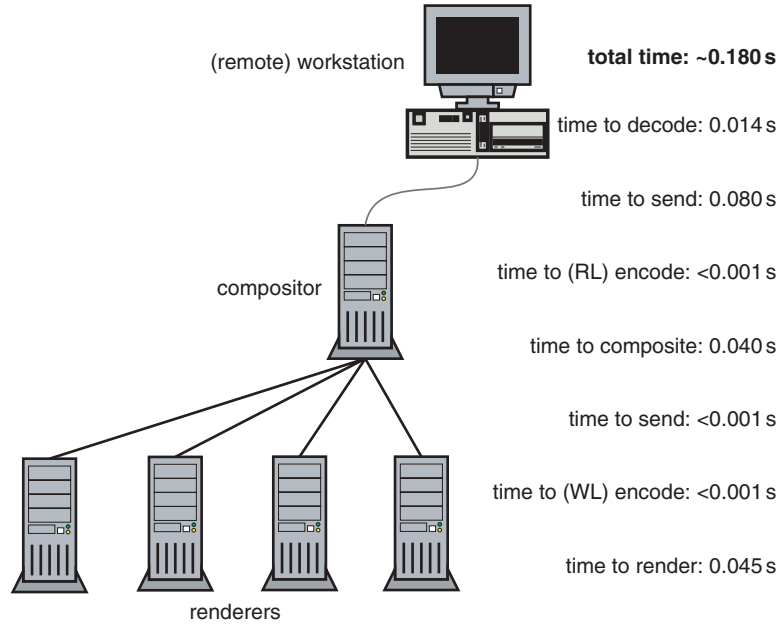 (remote) workstation
total time: ~0.180 s
time to decode: 0.014 s
time to send: 0.080 s
compositor
time to (RL) encode: <0.001 s
time to composite: 0.040 s
time to send: <0.001 s
time to (WL) encode: <0.001 s
time to render: 0.045 s
renderers